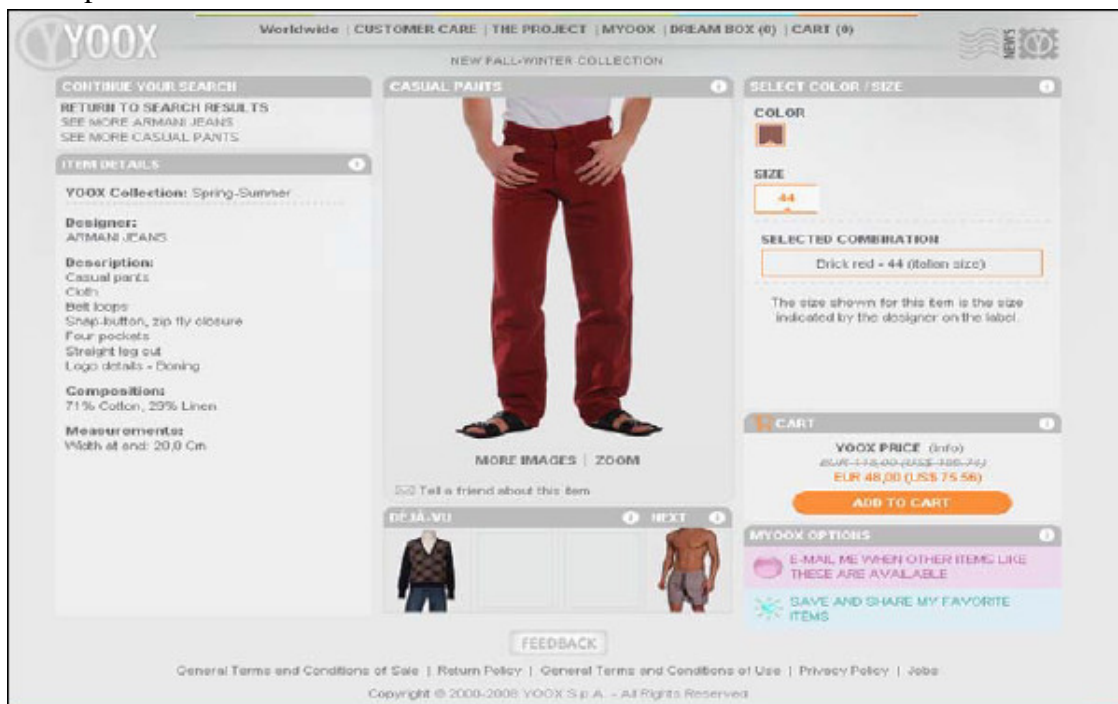 YOOX
Worldwide | CUSTOMER CARE | THE PROJECT | MYOOX | DREAM BOX (0) | CART (0)
NEWS
NEW FALL-WINTER COLLECTION
CONTINUE YOUR SEARCH
RETURN TO SEARCH RESULTS
SEE MORE ARMANI JEANS
SEE MORE CASUAL PANTS
ITEM DETAILS
YOOX Collection: Spring-Summer
Designer:
ARMANI JEANS
Description:
Casual pants
Cloth
Belt loops
Snap-button, zip fly closure
Four pockets
Straight leg cut
Logo details - Boning
Composition:
71% Cotton, 29% Linen
Measurements:
Width at end: 20,0 Cm
CASUAL PANTS
MORE IMAGES | ZOOM
Tell a friend about this item
DÉJÀ-VU
NEXT
SELECT COLOR / SIZE
COLOR
SIZE
44
SELECTED COMBINATION
Brick red - 44 (Italian size)
The size shown for this item is the size
indicated by the designer on the label.
CART
YOOX PRICE (info)
EUR 48,00 (US$ 75.56)
ADD TO CART
MYOOX OPTIONS
E-MAIL ME WHEN OTHER ITEMS LIKE
THESE ARE AVAILABLE
SAVE AND SHARE MY FAVORITE
ITEMS
FEEDBACK
General Terms and Conditions of Sale | Return Policy | General Terms and Conditions of Use | Privacy Policy | Jobs
Copyright © 2000-2008 YOOX S.p.A. - All Rights Reserved